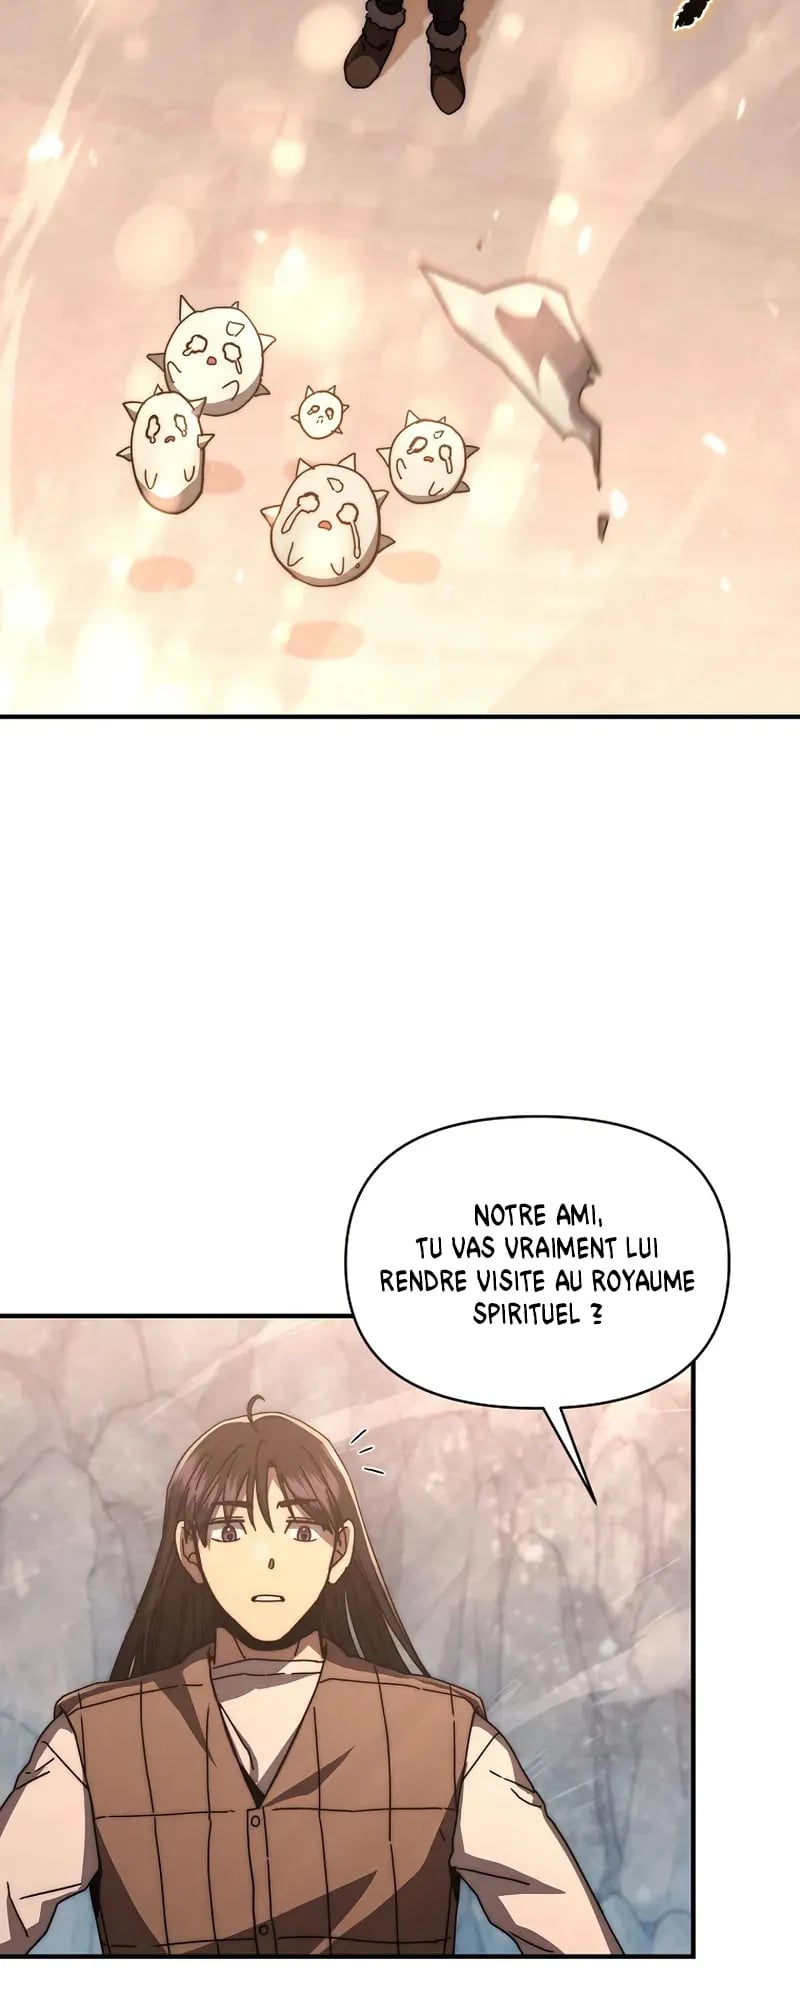 NOTRE AMI,
TU VAS VRAIMENT LUI
RENDRE VISITE AU ROYAUME
SPIRITUEL ?